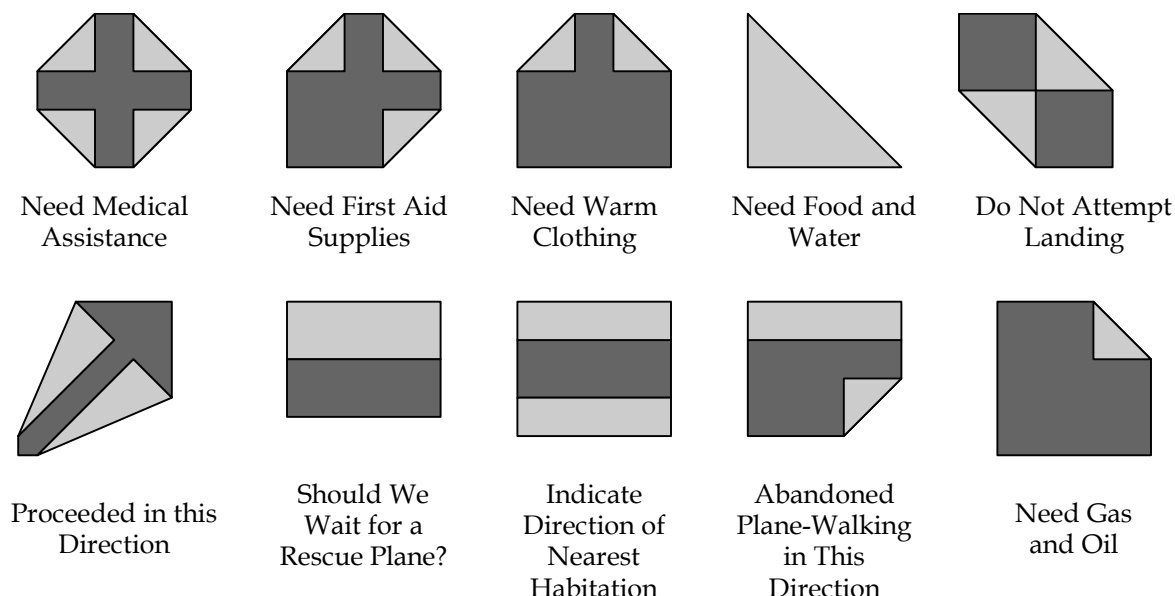 Need Medical
Assistance
Need First Aid
Supplies
Need Warm
Clothing
Need Food and
Water
Do Not Attempt
Landing
Proceeded in this
Direction
Should We
Wait for a
Rescue Plane?
Indicate
Direction of
Nearest
Habitation
Abandoned
Plane-Walking
in This
Direction
Need Gas
and Oil